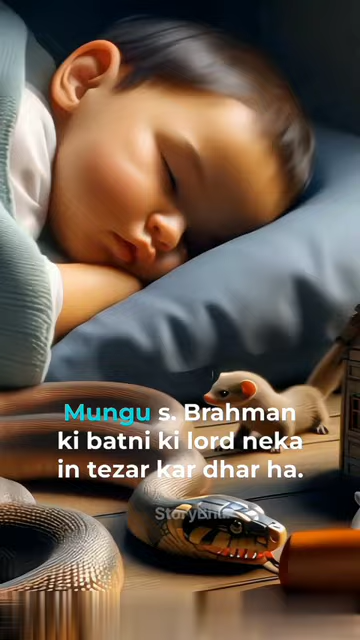 Mungu s. Brahman
ki batni ki lord neka
in tezar kar dhar ha.